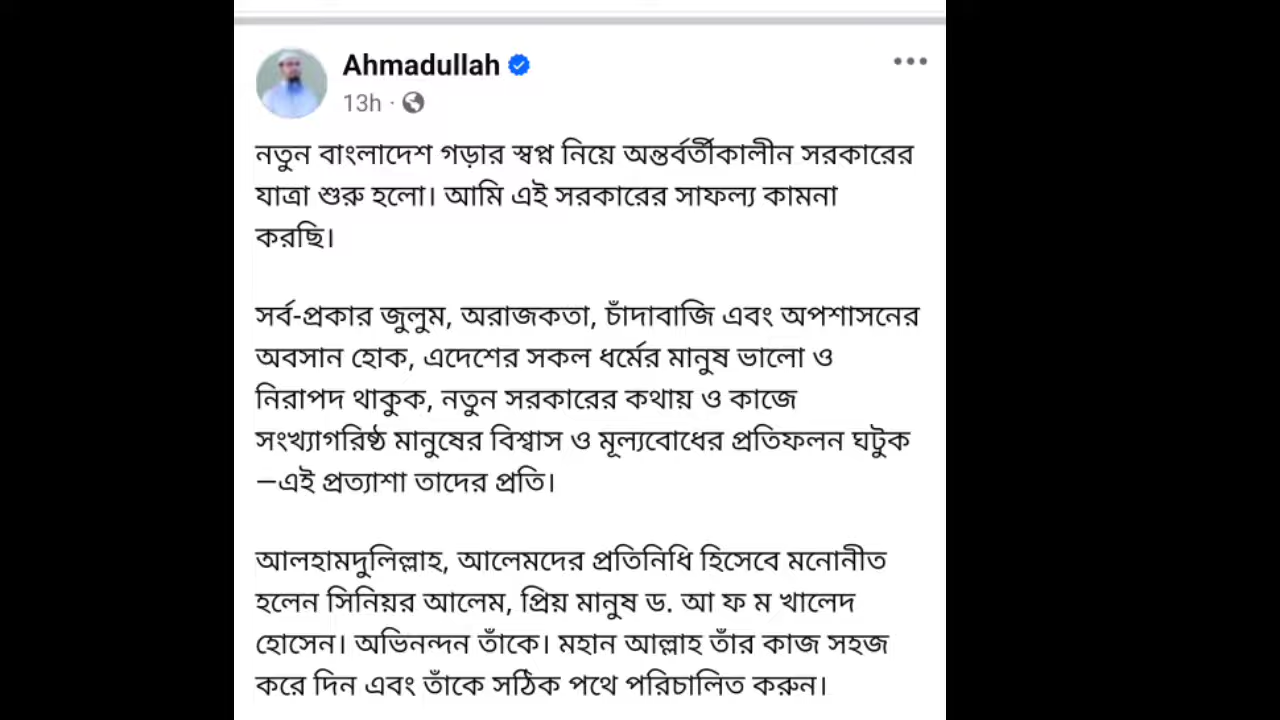 Ahmadullah
13h ·
নতুন বাংলাদেশ গড়ার স্বপ্ন নিয়ে অন্তর্বর্তীকালীন সরকারের
যাত্রা শুরু হলো। আমি এই সরকারের সাফল্য কামনা
করছি।
সর্ব-প্রকার জুলুম, অরাজকতা, চাঁদাবাজি এবং অপশাসনের
অবসান হোক, এদেশের সকল ধর্মের মানুষ ভালো ও
নিরাপদ থাকুক, নতুন সরকারের কথায় ও কাজে
সংখ্যাগরিষ্ঠ মানুষের বিশ্বাস ও মূল্যবোধের প্রতিফলন ঘটুক
—এই প্রত্যাশা তাদের প্রতি।
আলহামদুলিল্লাহ, আলেমদের প্রতিনিধি হিসেবে মনোনীত
হলেন সিনিয়র আলেম, প্রিয় মানুষ ড. আ ফ ম খালেদ
হোসেন। অভিনন্দন তাঁকে। মহান আল্লাহ তাঁর কাজ সহজ
করে দিন এবং তাঁকে সঠিক পথে পরিচালিত করুন।